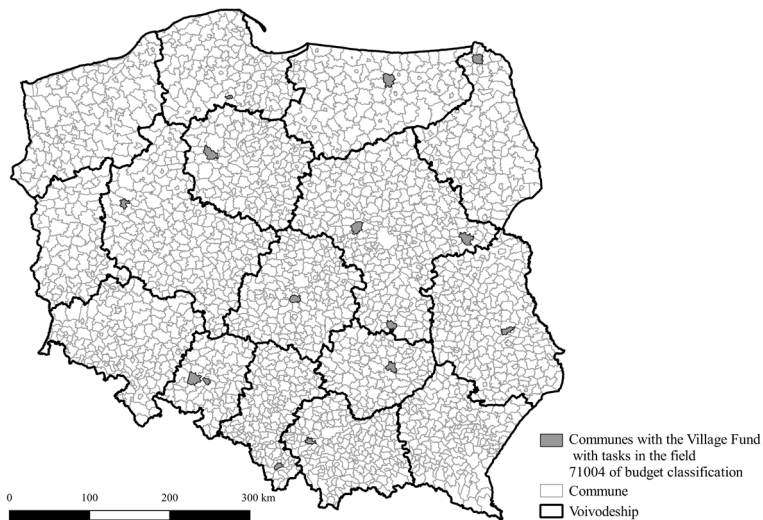 Communes with the Village Fund
with tasks in the field
71004 of budget classification
Commune
Voivodeship
0 100 200 300 km